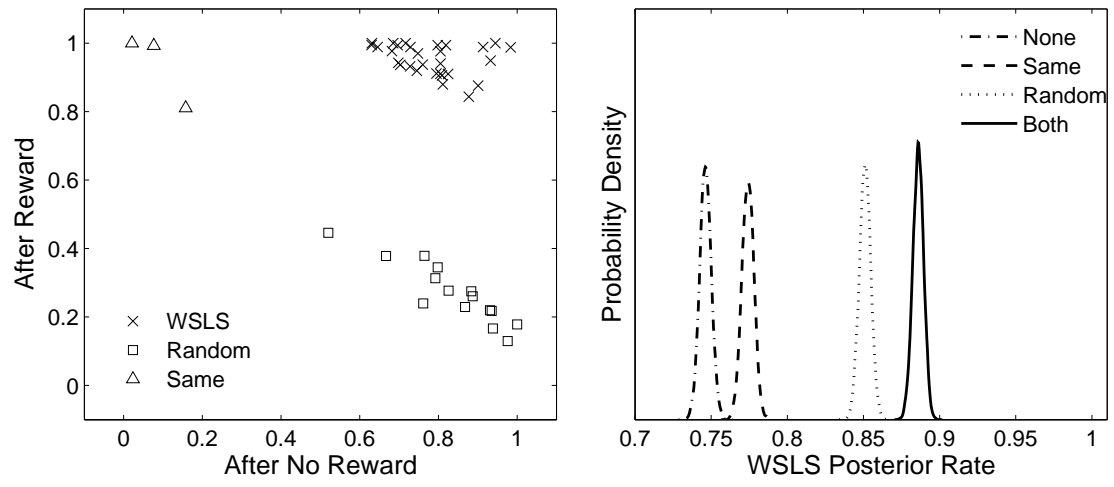 1
0.8
0.6
0.4
0.2
0
After Reward
WSLS
Random
Same
0 0.2 0.4 0.6 0.8 1
After No Reward
Probability Density
None
Same
Random
Both
0.7 0.75 0.8 0.85 0.9 0.95 1
WSLS Posterior Rate